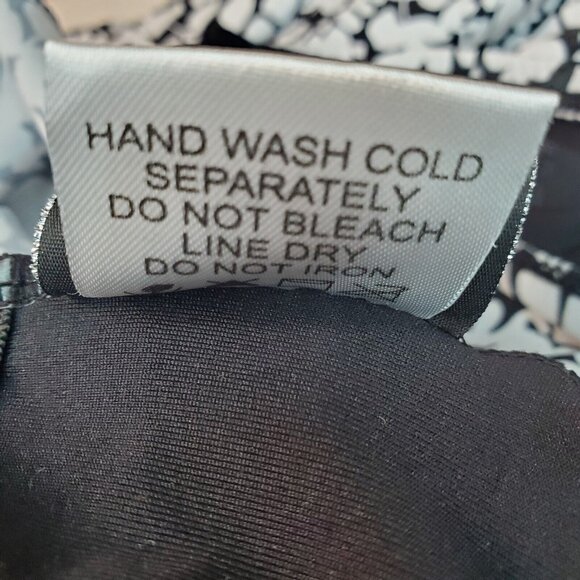 HAND WASH COLD
SEPARATELY
DO NOT BLEACH
LINE DRY
DO NOT IRON